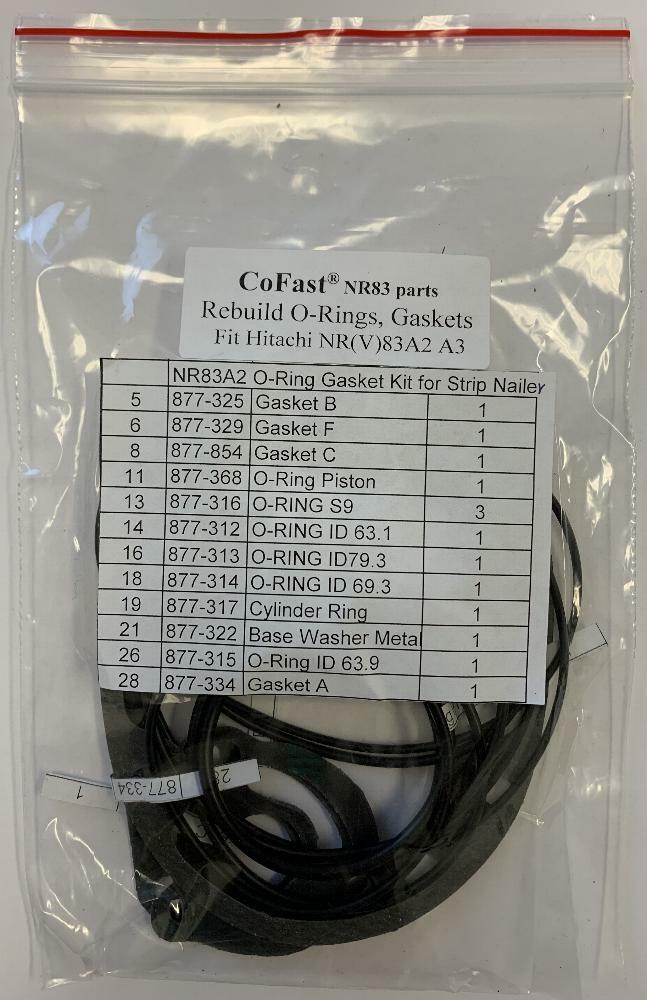 CoFast® NR83 parts
Rebuild O-Rings, Gaskets
Fit Hitachi NR(V)83A2 A3
NR83A2 O-Ring Gasket Kit for Strip Nailer
5 877-325 Gasket B 1
6 877-329 Gasket F 1
8 877-854 Gasket C 1
11 877-368 O-Ring Piston 1
13 877-316 O-RING S9 3
14 877-312 O-RING ID 63.1 1
16 877-313 O-RING ID79.3 1
18 877-314 O-RING ID 69.3 1
19 877-317 Cylinder Ring 1
21 877-322 Base Washer Metal 1
26 877-315 O-Ring ID 63.9 1
28 877-334 Gasket A 1
28 877-334 1